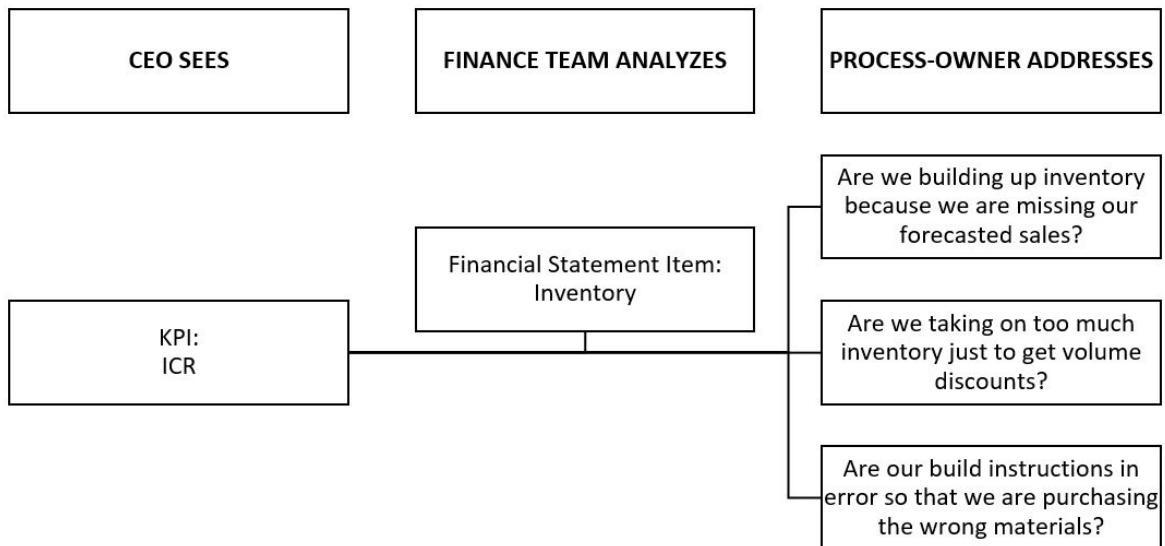 CEO SEES
FINANCE TEAM ANALYZES
PROCESS-OWNER ADDRESSES
KPI:
ICR
Financial Statement Item:
Inventory
Are we building up inventory
because we are missing our
forecasted sales?
Are we taking on too much
inventory just to get volume
discounts?
Are our build instructions in
error so that we are purchasing
the wrong materials?